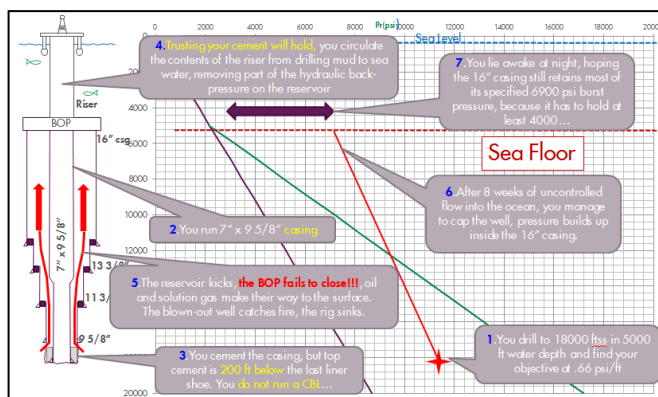 0
2000
4000
6000
8000
Pr(psi)
10000
12000
14000
16000
18000
20000
Sea Level
0
2000
4000
6000
8000
10000
12000
20000
4.Trusting your cement will hold, you circulate
the contents of the riser from drilling mud to sea
water, removing part of the hydraulic back-
pressure on the reservoir
7.You lie awake at night, hoping
the 16” casing still retains most of
its specified 6900 psi burst
pressure, because it has to hold at
least 4000…
Riser
BOP
16” csg
Sea Floor
6.After 8 weeks of uncontrolled
flow into the ocean, you manage
to cap the well, pressure builds up
inside the 16” casing.
2.You run 7” x 9 5/8” casing
7” x 9 5/8”
13 3/8”
5.The reservoir kicks, the BOP fails to close!!!, oil
and solution gas make their way to the surface.
The blown-out well catches fire, the rig sinks.
11 3/
9 5/8”
3.You cement the casing, but top
cement is 200 ft below the last liner
shoe. You do not run a CBL…
1.You drill to 18000 ftss in 5000
ft water depth and find your
objective at .66 psi/ft